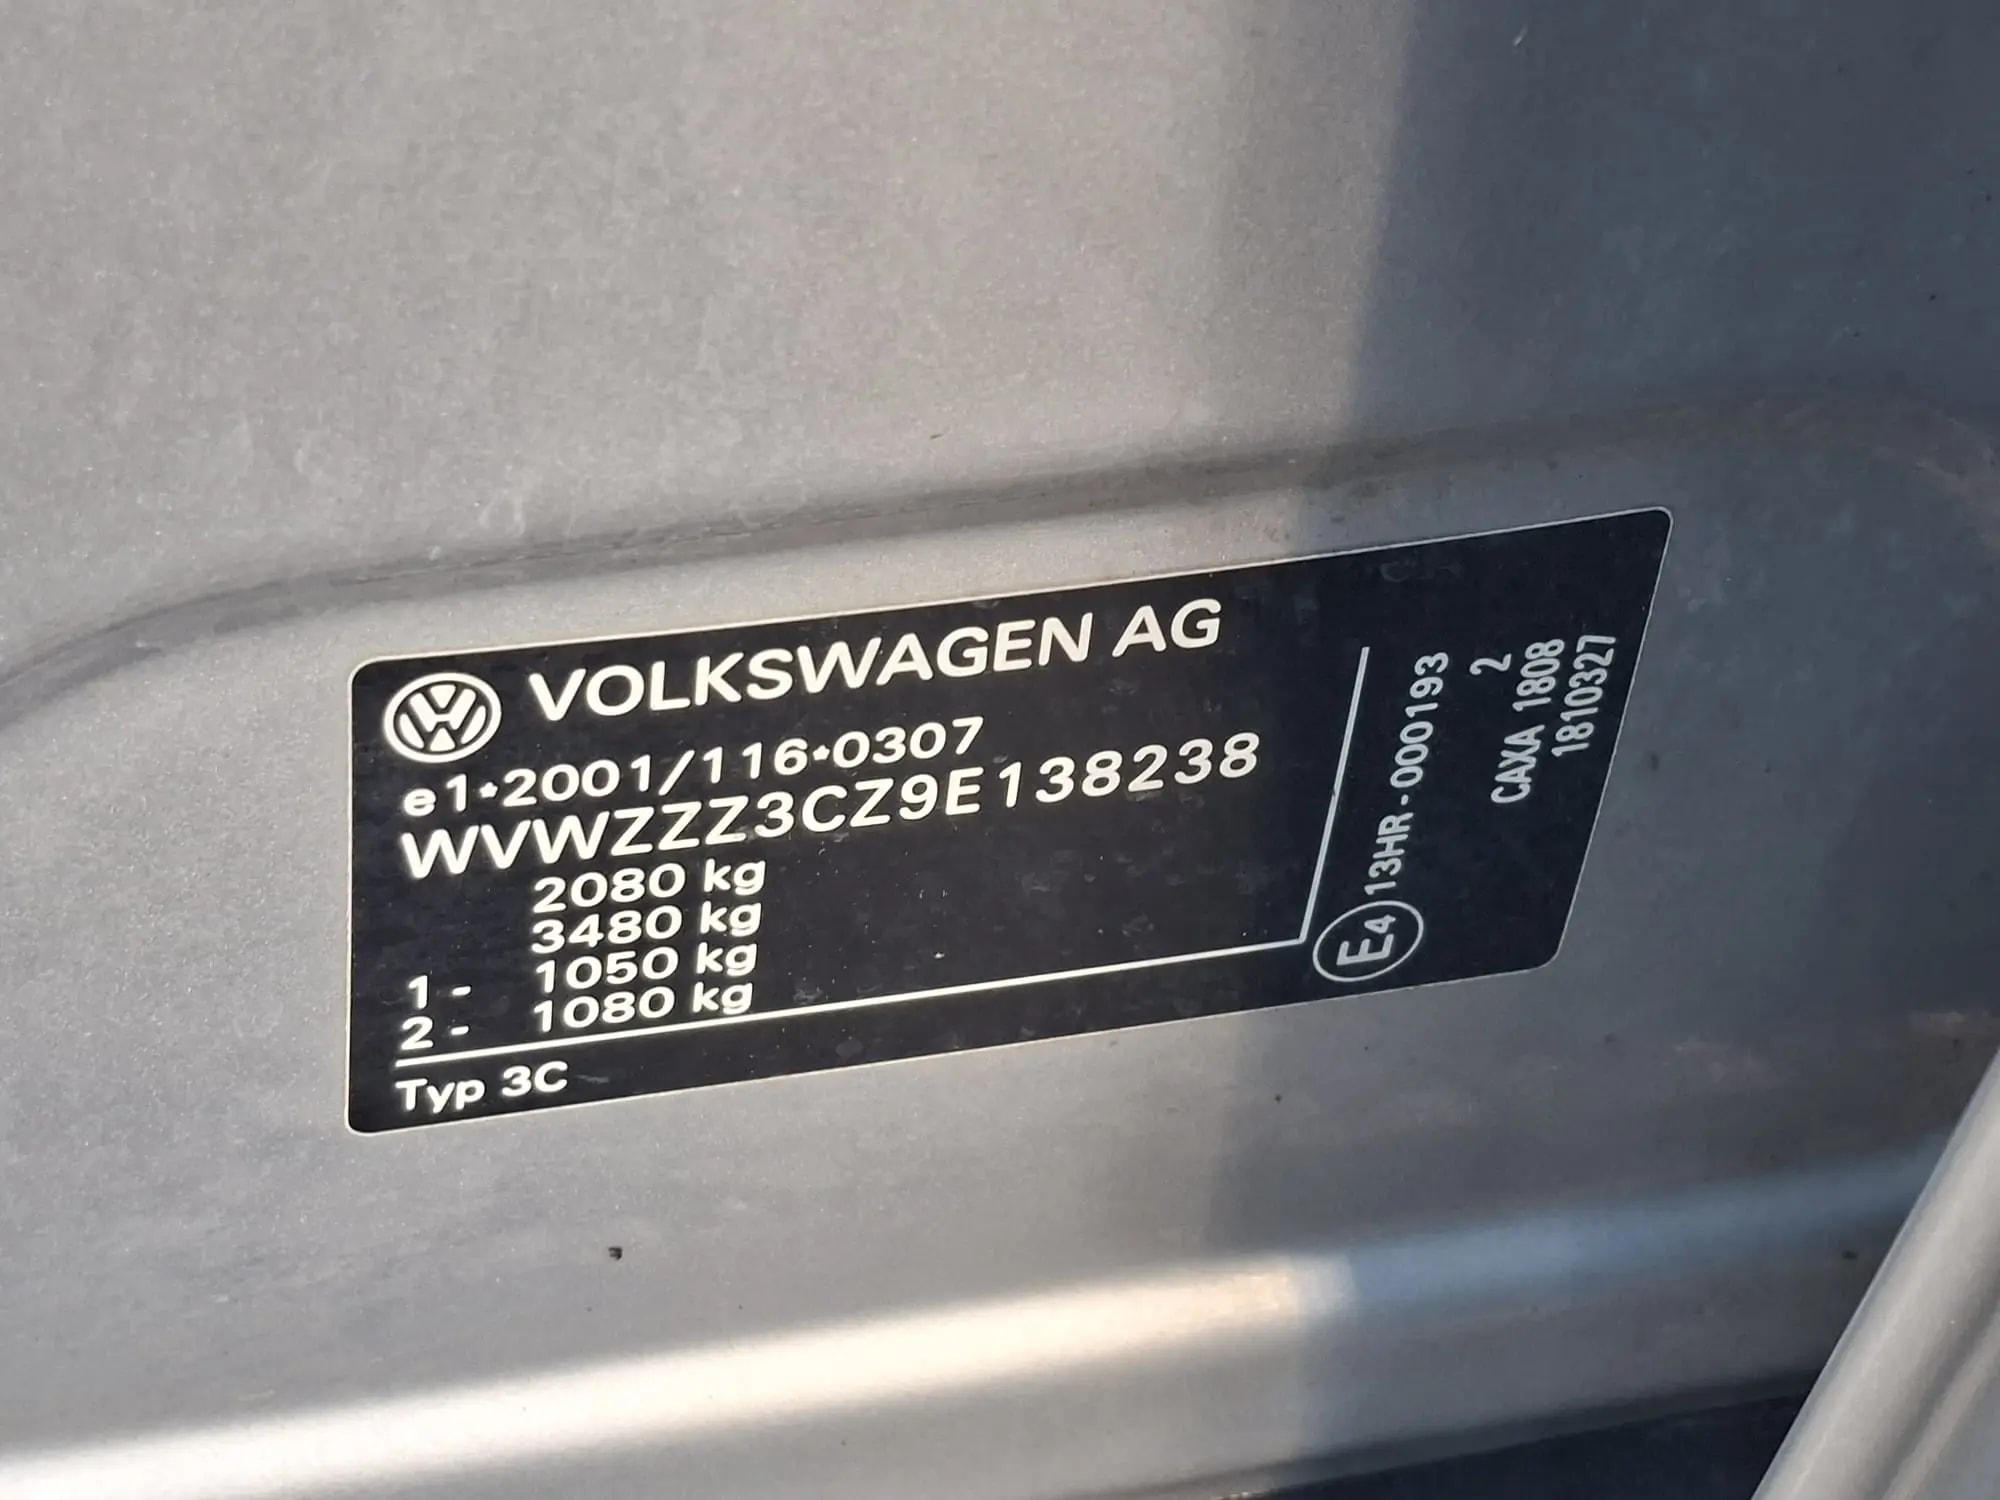 VOLKSWAGEN AG
e1*2001/116*0307
WVWZZZ3CZ9E138238
2080 kg
3480 kg
1 - 1050 kg
2 - 1080 kg
Typ 3C
E4 13HR-000193
2
CAXA 1808
1810327